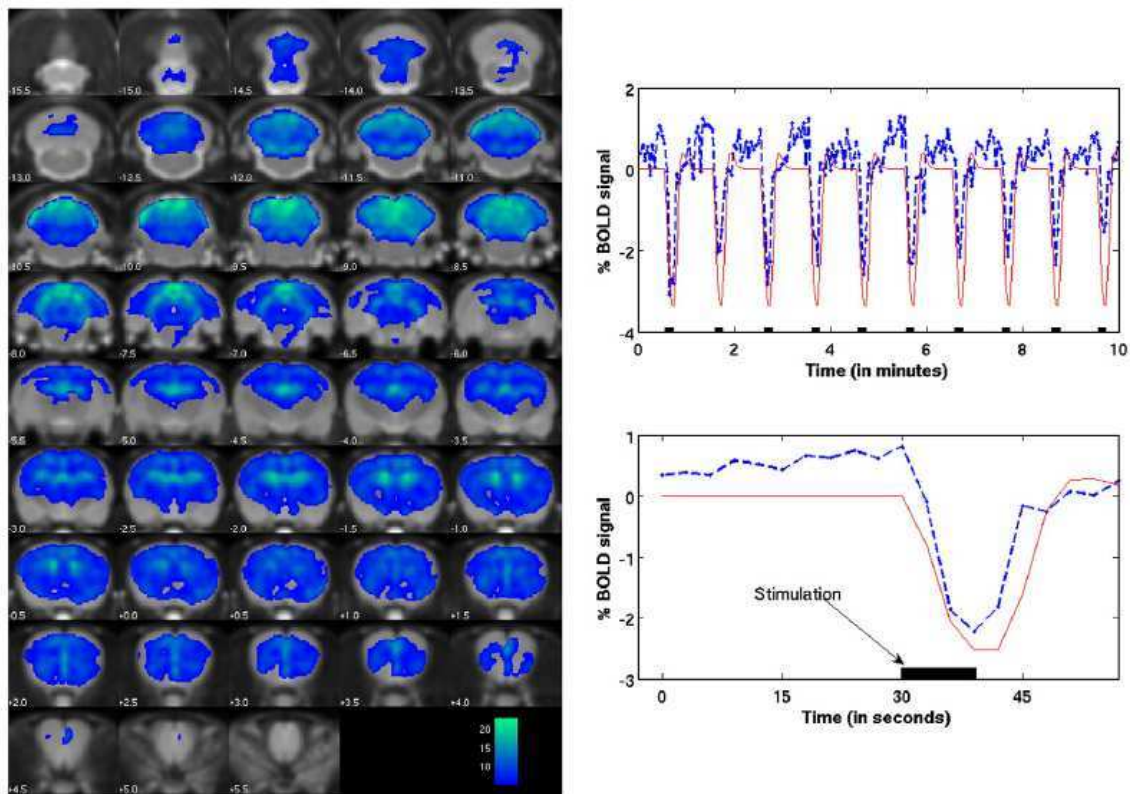 -15.5 -15.0 -14.5 -14.0 -13.5
-13.0 -12.5 -12.0 -11.5 -11.0
-10.5 -10.0 -9.5 -9.0 -8.5
-8.0 -7.5 -7.0 -6.5 -6.0
-5.5 -5.0 -4.5 -4.0 -3.5
-3.0 -2.5 -2.0 -1.5 -1.0
-0.5 +0.0 +0.5 +1.0 +1.5
+2.0 +2.5 +3.0 +3.5 +4.0
+4.5 +5.0 +5.5
20
15
10
2
0
-2
-4
% BOLD signal
0 2 4 6 8 10
Time (in minutes)
1
0
-1
-2
-3
% BOLD signal
Stimulation
0 15 30 45
Time (in seconds)